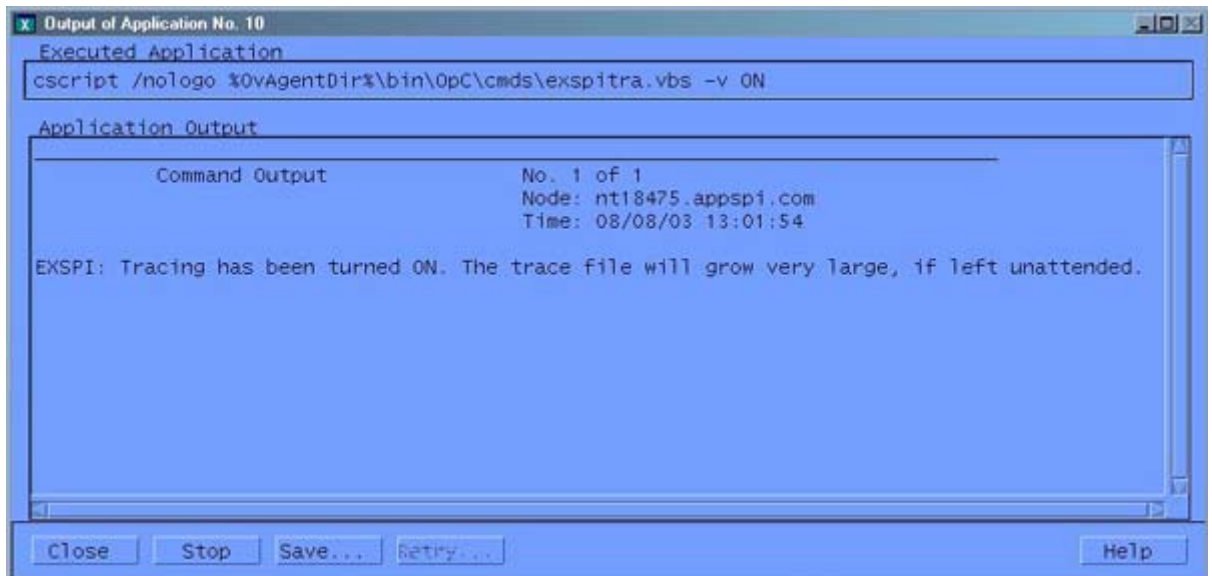 X Output of Application No. 10
Executed Application
cscript /nologo %OvAgentDir%\bin\OpC\cmds\exspitra.vbs -v ON
Application Output
Command Output No. 1 of 1
Node: nt18475.appspi.com
Time: 08/08/03 13:01:54
EXSPI: Tracing has been turned ON. The trace file will grow very large, if left unattended.
Close Stop Save... Retry... Help